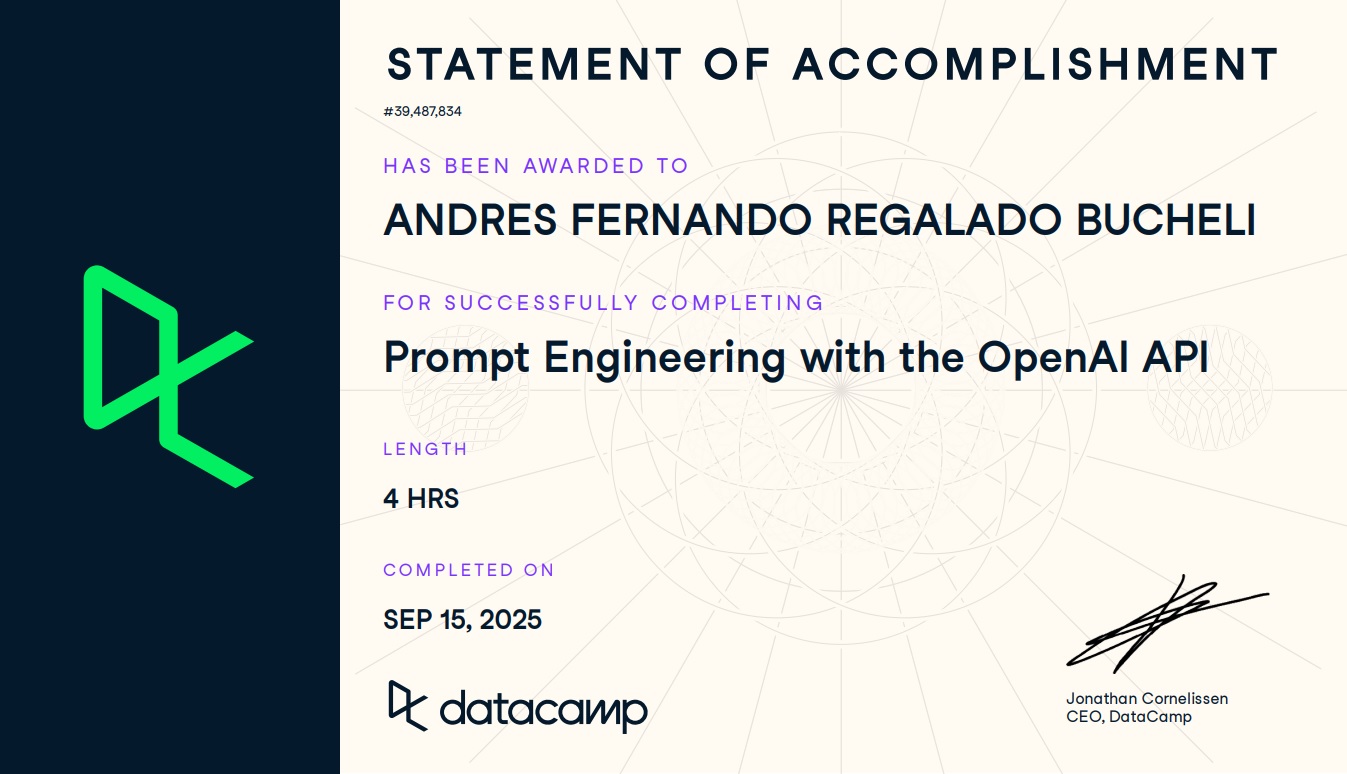 STATEMENT OF ACCOMPLISHMENT
#39,487,834
HAS BEEN AWARDED TO
ANDRES FERNANDO REGALADO BUCHELI
FOR SUCCESSFULLY COMPLETING
Prompt Engineering with the OpenAI API
LENGTH
4 HRS
COMPLETED ON
SEP 15, 2025
datacamp
Jonathan Cornelissen
CEO, DataCamp